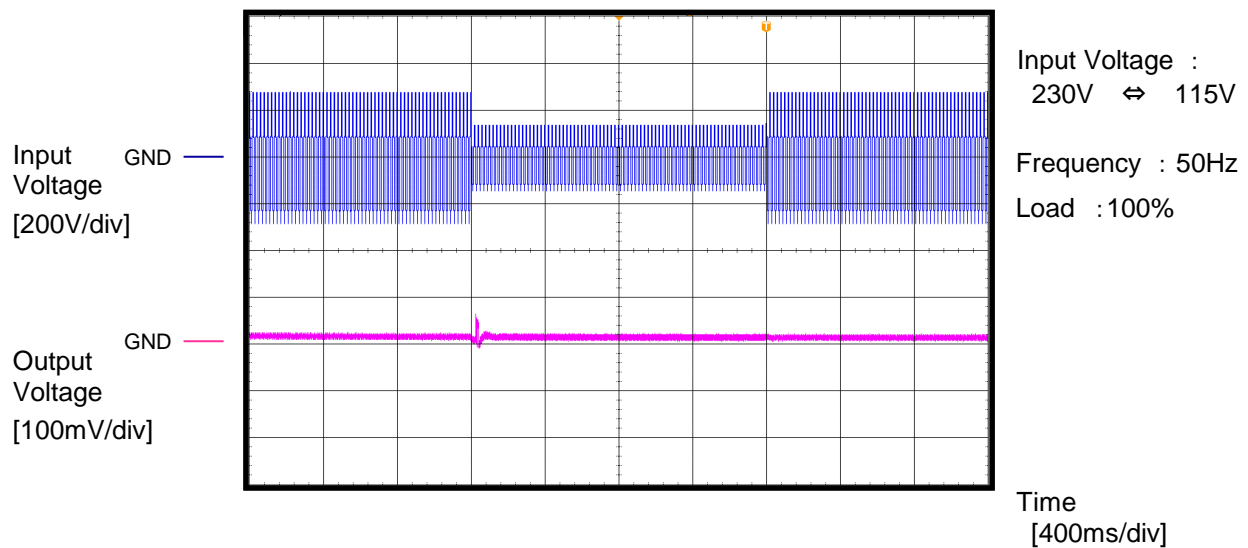 Input
Voltage
[200V/div]
GND
GND
Output
Voltage
[100mV/div]
T
Input Voltage :
230V ⇔ 115V
Frequency : 50Hz
Load :100%
Time
[400ms/div]